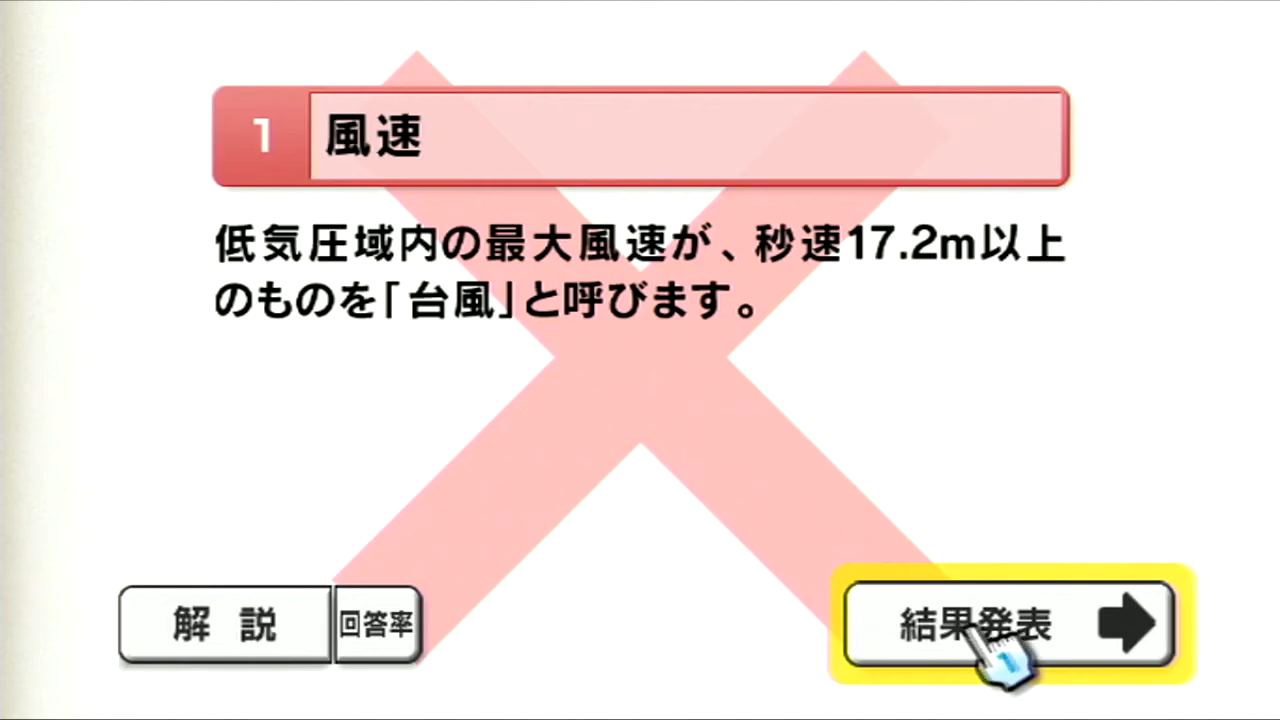 1 風速
低気圧域内の最大風速が、秒速17.2m以上
のものを「台風」と呼びます。
解説 回答率 結果発表
1